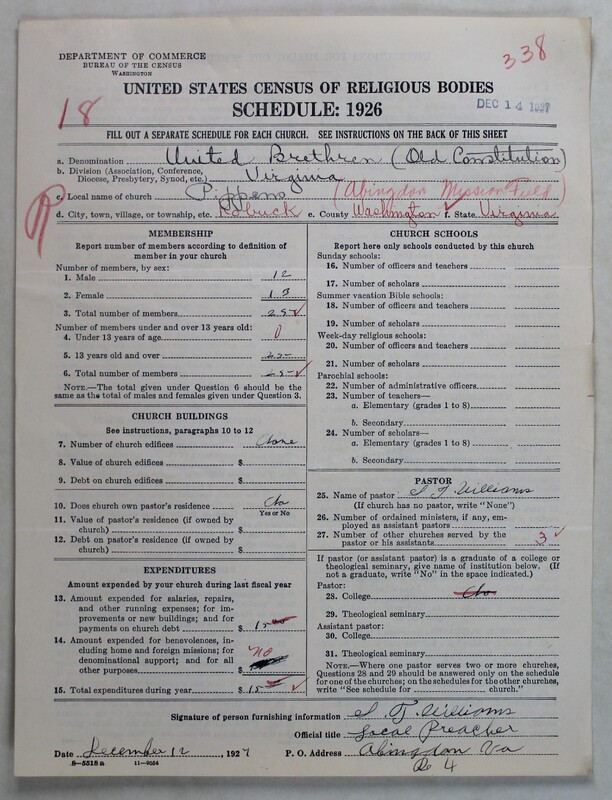 338
DEPARTMENT OF COMMERCE
BUREAU OF THE CENSUS
WASHINGTON
UNITED STATES CENSUS OF RELIGIOUS BODIES
18
SCHEDULE: 1926
DEC 14 1927
FILL OUT A SEPARATE SCHEDULE FOR EACH CHURCH. SEE INSTRUCTIONS ON THE BACK OF THIS SHEET
a. Denomination United Brethren (Old Constitution)
b. Division (Association, Conference, Diocese, Presbytery, Synod, etc.) Virginia
c. Local name of church Pippens (Abingdon Mission Field)
d. City, town, village, or township, etc. Robuck e. County Washington f. State Virginia
R
MEMBERSHIP
Report number of members according to definition of
member in your church
Number of members, by sex:
1. Male 12
2. Female 13
3. Total number of members 25
Number of members under and over 13 years old:
4. Under 13 years of age 0
5. 13 years old and over 25
6. Total number of members 25
NOTE.—The total given under Question 6 should be
the same as the total of males and females given under Question 3.
CHURCH BUILDINGS
See instructions, paragraphs 10 to 12
7. Number of church edifices None
8. Value of church edifices $
9. Debt on church edifices $
10. Does church own pastor's residence No
Yes or No
11. Value of pastor's residence (if owned by
church) $
12. Debt on pastor's residence (if owned by
church) $
EXPENDITURES
Amount expended by your church during last fiscal year
13. Amount expended for salaries, repairs,
and other running expenses; for im-
provements or new buildings; and for
payments on church debt $ 15
14. Amount expended for benevolences, including
home and foreign missions; for
denominational support; and for all
other purposes no
15. Total expenditures during year $ 15
CHURCH SCHOOLS
Report here only schools conducted by this church
Sunday schools:
16. Number of officers and teachers
17. Number of scholars
Summer vacation Bible schools:
18. Number of officers and teachers
19. Number of scholars
Week-day religious schools:
20. Number of officers and teachers
21. Number of scholars
Parochial schools:
22. Number of administrative officers
23. Number of teachers—
a. Elementary (grades 1 to 8)
b. Secondary
24. Number of scholars—
a. Elementary (grades 1 to 8)
b. Secondary
PASTOR
25. Name of pastor Williams
(If church has no pastor, write "None")
26. Number of ordained ministers, if any, em-
ployed as assistant pastors
27. Number of other churches served by the
pastor or his assistants 3
If pastor (or assistant pastor) is a graduate of a college or
theological seminary, give name of institution below. (If
not a graduate, write "No" in the space indicated.)
Pastor:
28. College No
29. Theological seminary
Assistant pastor:
30. College
31. Theological seminary
NOTE.—Where one pastor serves two or more churches,
Questions 28 and 29 should be answered only on the schedule
for one of the churches; on the schedules for the other churches,
write "See schedule for church."
Signature of person furnishing information Williams
Official title Local Preacher
Date December 12, 1927 P. O. Address Abingdon Va
8-5518a 11-9054
R 4